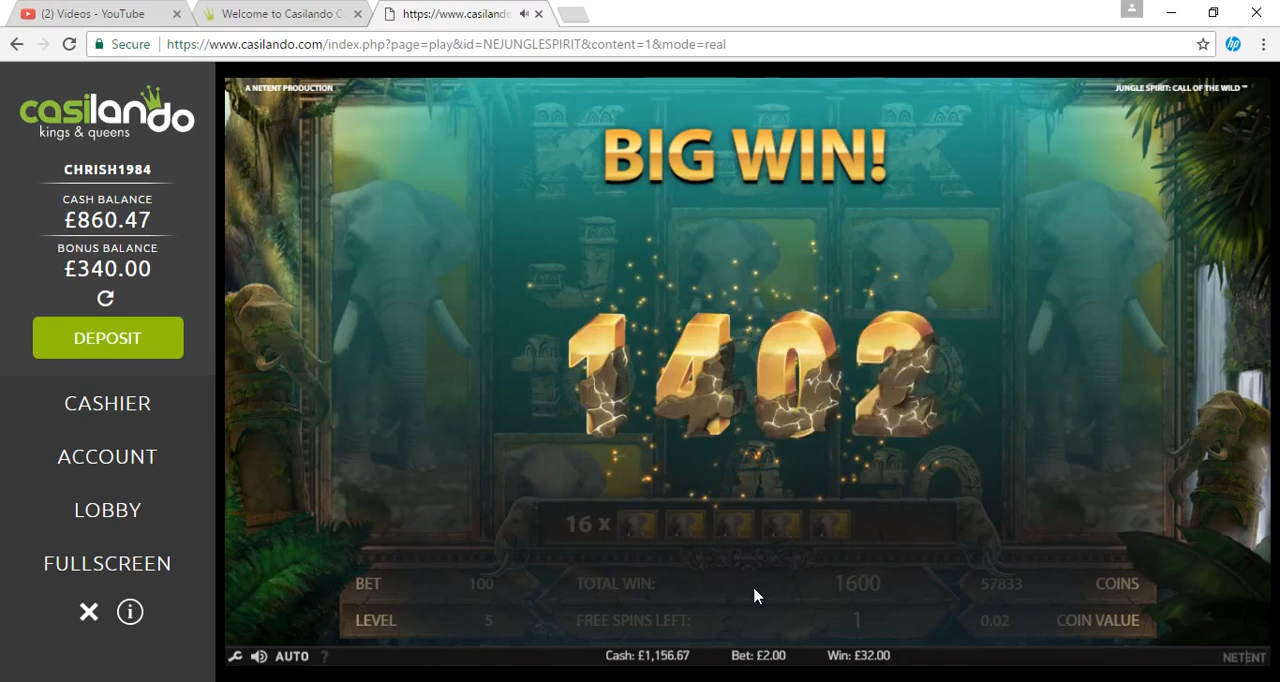 (2) Videos - YouTube
Welcome to Casilando C
https://www.casilando
Secure
https://www.casilando.com/index.php?page=play&id=NEJUNGLESPIRIT&content=1&mode=real
hp
casilando
kings & queens
CHRISH1984
CASH BALANCE
£860.47
BONUS BALANCE
£340.00
DEPOSIT
CASHIER
ACCOUNT
LOBBY
FULLSCREEN
A NETENT PRODUCTION
JUNGLE SPIRIT: CALL OF THE WILD™
BIG WIN!
1402
16 x
BET 100 TOTAL WIN: 1600 57833 COINS
LEVEL 5 FREE SPINS LEFT: 1 0.02 COIN VALUE
AUTO ? Cash: £1,156.67 Bet: £2.00 Win: £32.00 NETENT